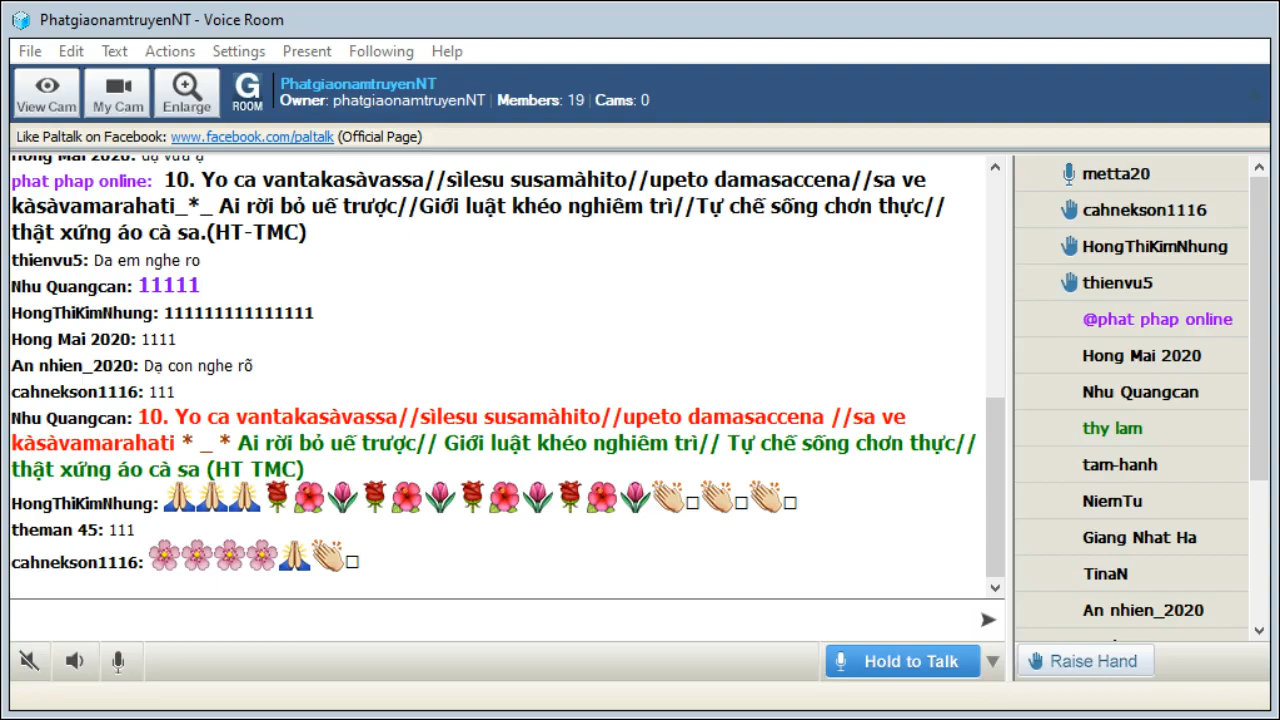 PhatgiaonamtruyenNT - Voice Room
File Edit Text Actions Settings Present Following Help
View Cam My Cam Enlarge G ROOM
PhatgiaonamtruyenNT
Owner: phatgiaonamtruyenNT | Members: 19 | Cams: 0
Like Paltalk on Facebook: www.facebook.com/paltalk (Official Page)
Hong Mai 2020: dạ vừa ạ
phat phap online: 10. Yo ca vantakasàvassa//sìlesu susamàhito//upeto damasaccena//sa ve
kàsàvamarahati_*_ Ai rời bỏ uế trược//Giới luật khéo nghiêm trì//Tự chế sống chơn thực//
thật xứng áo cà sa.(HT-TMC)
thienvu5: Da em nghe ro
Nhu Quangcan: 11111
HongThiKimNhung: 111111111111111
Hong Mai 2020: 1111
An nhien_2020: Dạ con nghe rõ
cahnekson1116: 111
Nhu Quangcan: 10. Yo ca vantakasàvassa//sìlesu susamàhito//upeto damasaccena //sa ve
kàsàvamarahati * _ * Ai rời bỏ uế trược// Giới luật khéo nghiêm trì// Tự chế sống chơn thực//
thật xứng áo cà sa (HT TMC)
HongThiKimNhung: 🙏🙏🙏🌹🌺🌷🌹🌺🌷🌹🌺🌷🌹🌺🌷👏□👏□👏□
theman 45: 111
cahnekson1116: 🌸🌸🌸🌸🙏👏□
Hold to Talk
metta20
cahnekson1116
HongThiKimNhung
thienvu5
@phat phap online
Hong Mai 2020
Nhu Quangcan
thy lam
tam-hanh
NiemTu
Giang Nhat Ha
TinaN
An nhien_2020
Raise Hand